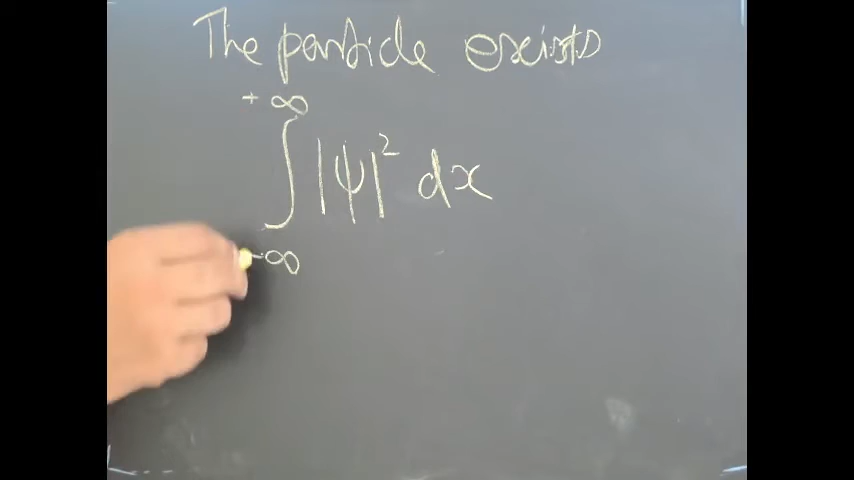 The particle exists
+∞
∫ |ψ|² dx
-∞